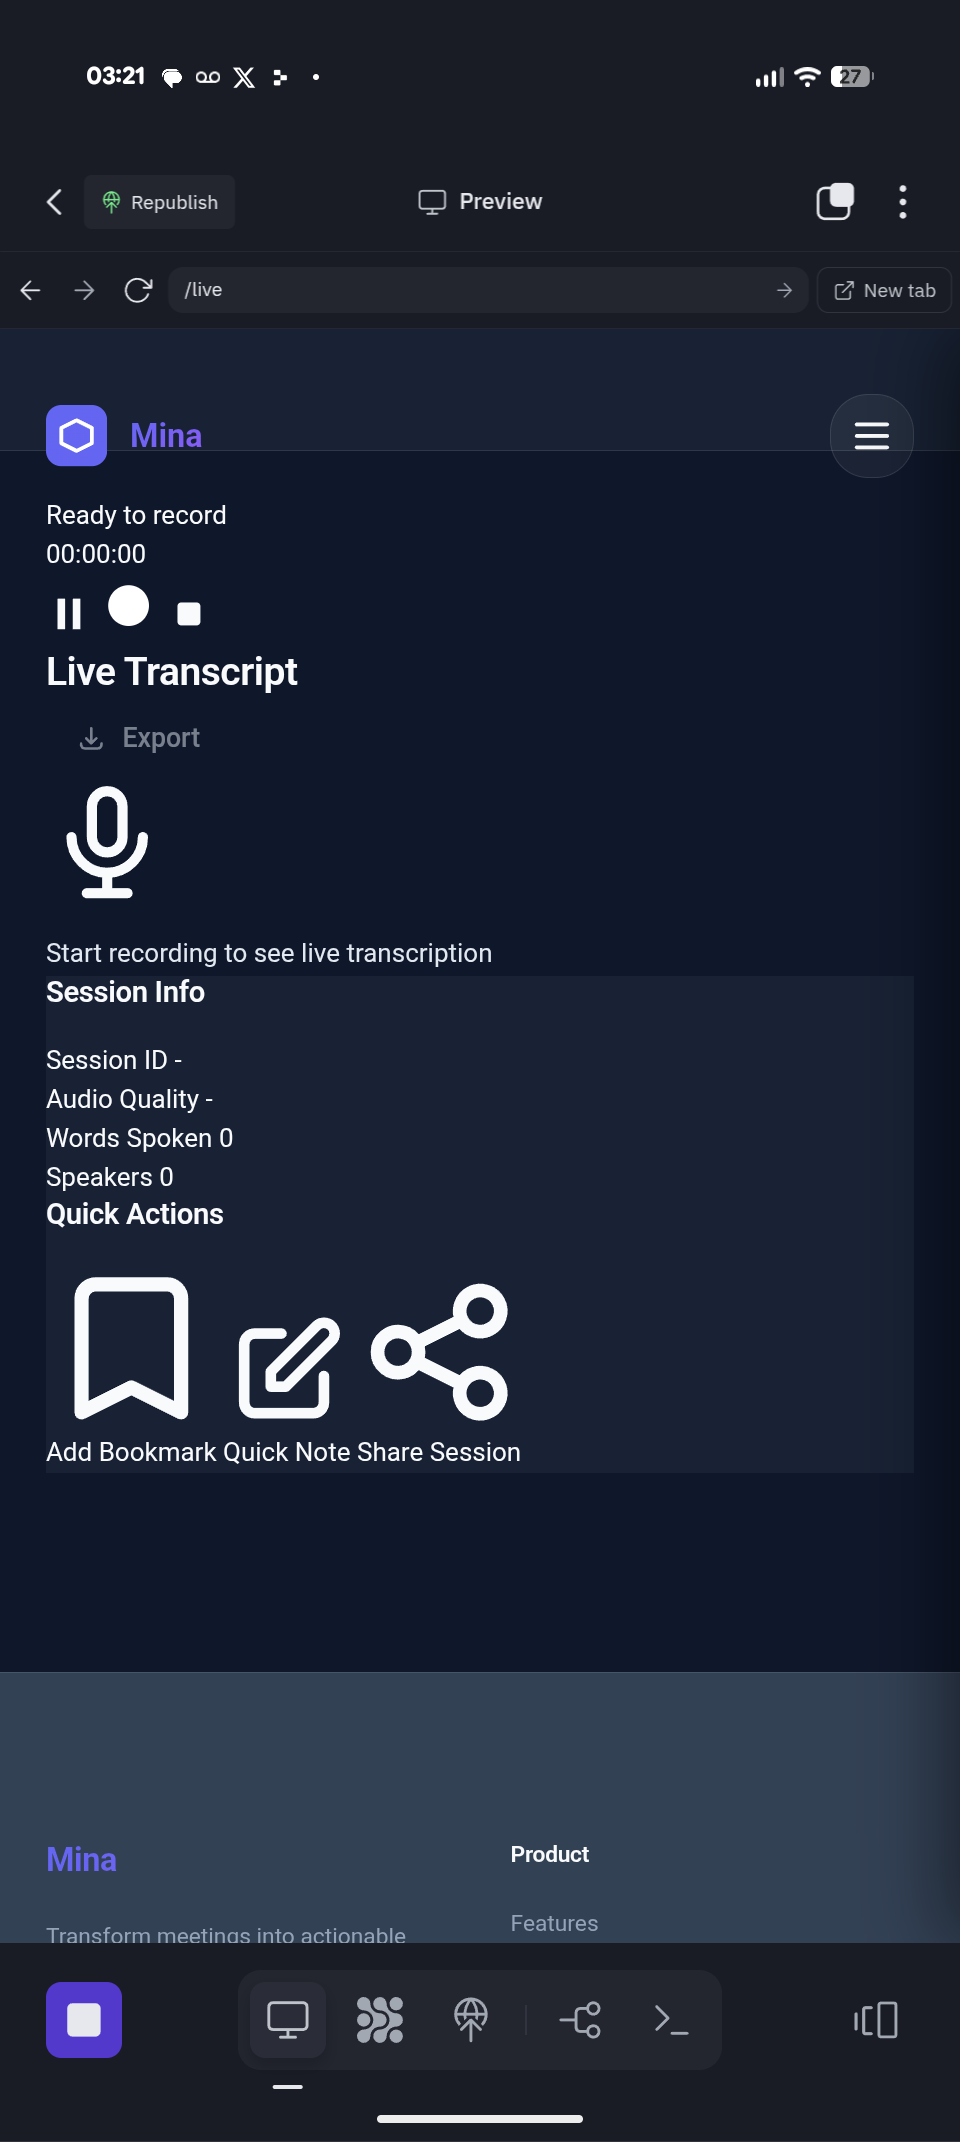 03:21
27
Republish
Preview
/live
New tab
Mina
Ready to record
00:00:00
Live Transcript
Export
Start recording to see live transcription
Session Info
Session ID -
Audio Quality -
Words Spoken 0
Speakers 0
Quick Actions
Add Bookmark Quick Note Share Session
Mina
Product
Transform meetings into actionable
Features